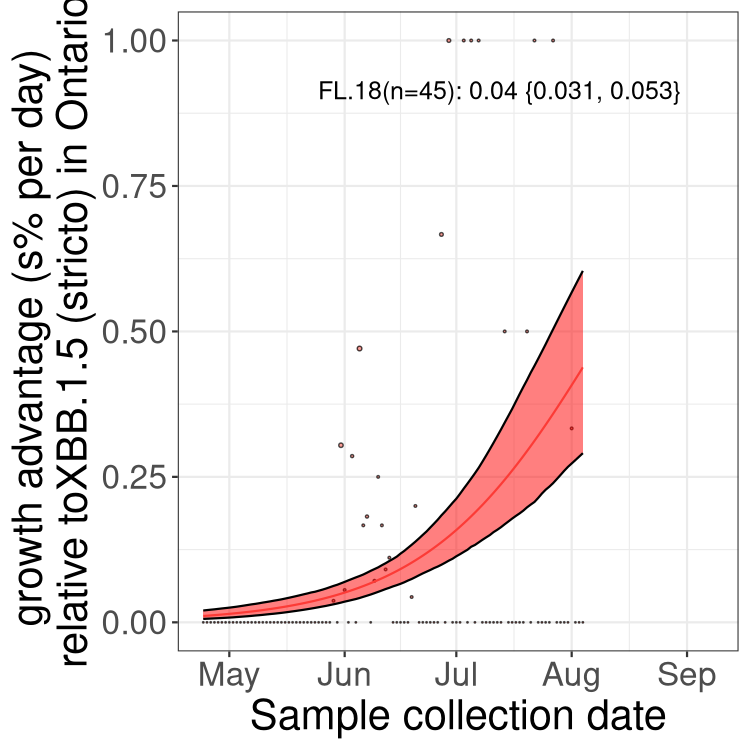 growth advantage (s% per day)
relative toXBB.1.5 (stricto) in Ontario
1.00
0.75
0.50
0.25
0.00
FL.18(n=45): 0.04 {0.031, 0.053}
May
Jun
Jul
Aug
Sep
Sample collection date